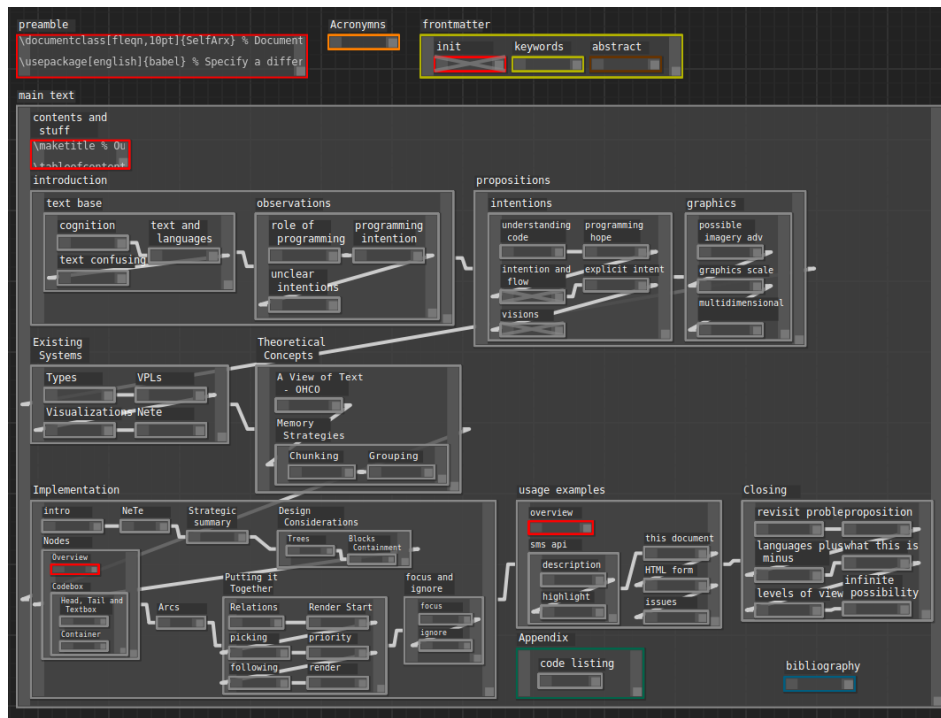 preamble
\documentclass[fleqn,10pt]{SelfArx} % Document
\usepackage[english]{babel} % Specify a differ
Acronymns
frontmatter
init
keywords
abstract
main text
contents and
stuff
\maketitle % Ou
\tableofcontent
introduction
text base
cognition
text and
languages
text confusing
observations
role of
programming
programming
intention
unclear
intentions
propositions
intentions
understanding
code
programming
hope
intention and
flow
explicit intent
visions
graphics
possible
imagery adv
graphics scale
multidimensional
Existing
Systems
Types
VPLs
Visualizations
Nete
Theoretical
Concepts
A View of Text
- OHCO
Memory
Strategies
Chunking
Grouping
Implementation
intro
NeTe
Strategic
summary
Design
Considerations
Trees
Blocks
Containment
Nodes
Overview
Codebox
Head, Tail and
Textbox
Container
Arcs
Putting it
Together
Relations
Render Start
picking
priority
following
render
focus and
ignore
focus
ignore
usage examples
overview
sms api
description
highlight
this document
HTML form
issues
Closing
revisit proble
proposition
languages plus
minus
what this is
levels of view
infinite
possibility
Appendix
code listing
bibliography